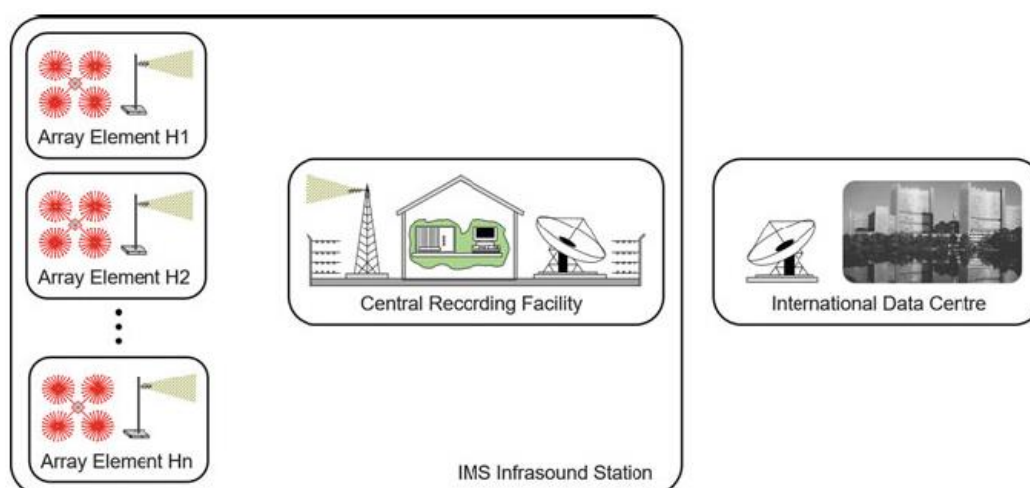 Array Element H1
Array Element H2
Array Element Hn
Central Recording Facility
International Data Centre
IMS Infrasound Station